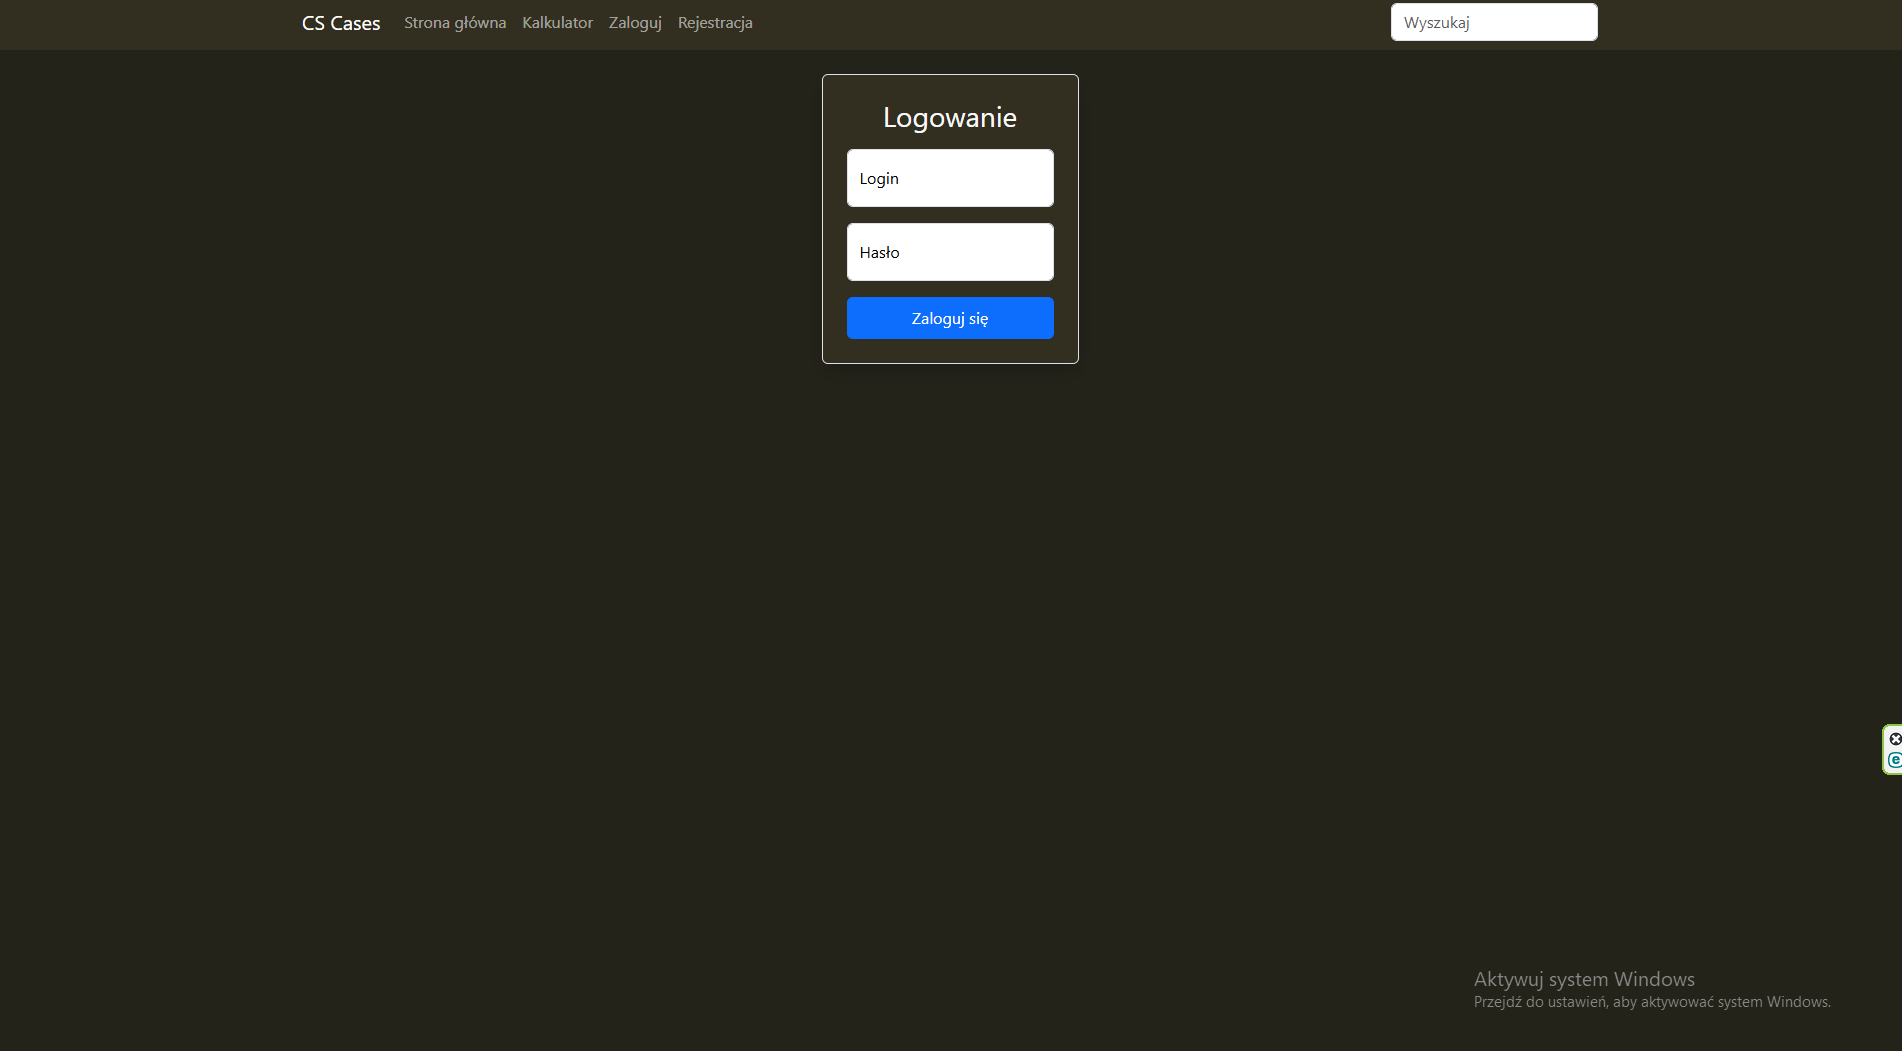 CS Cases Strona główna Kalkulator Zaloguj Rejestracja Wyszukaj
Logowanie
Login
Hasło
Zaloguj się
e
Aktywuj system Windows
Przejdź do ustawień, aby aktywować system Windows.